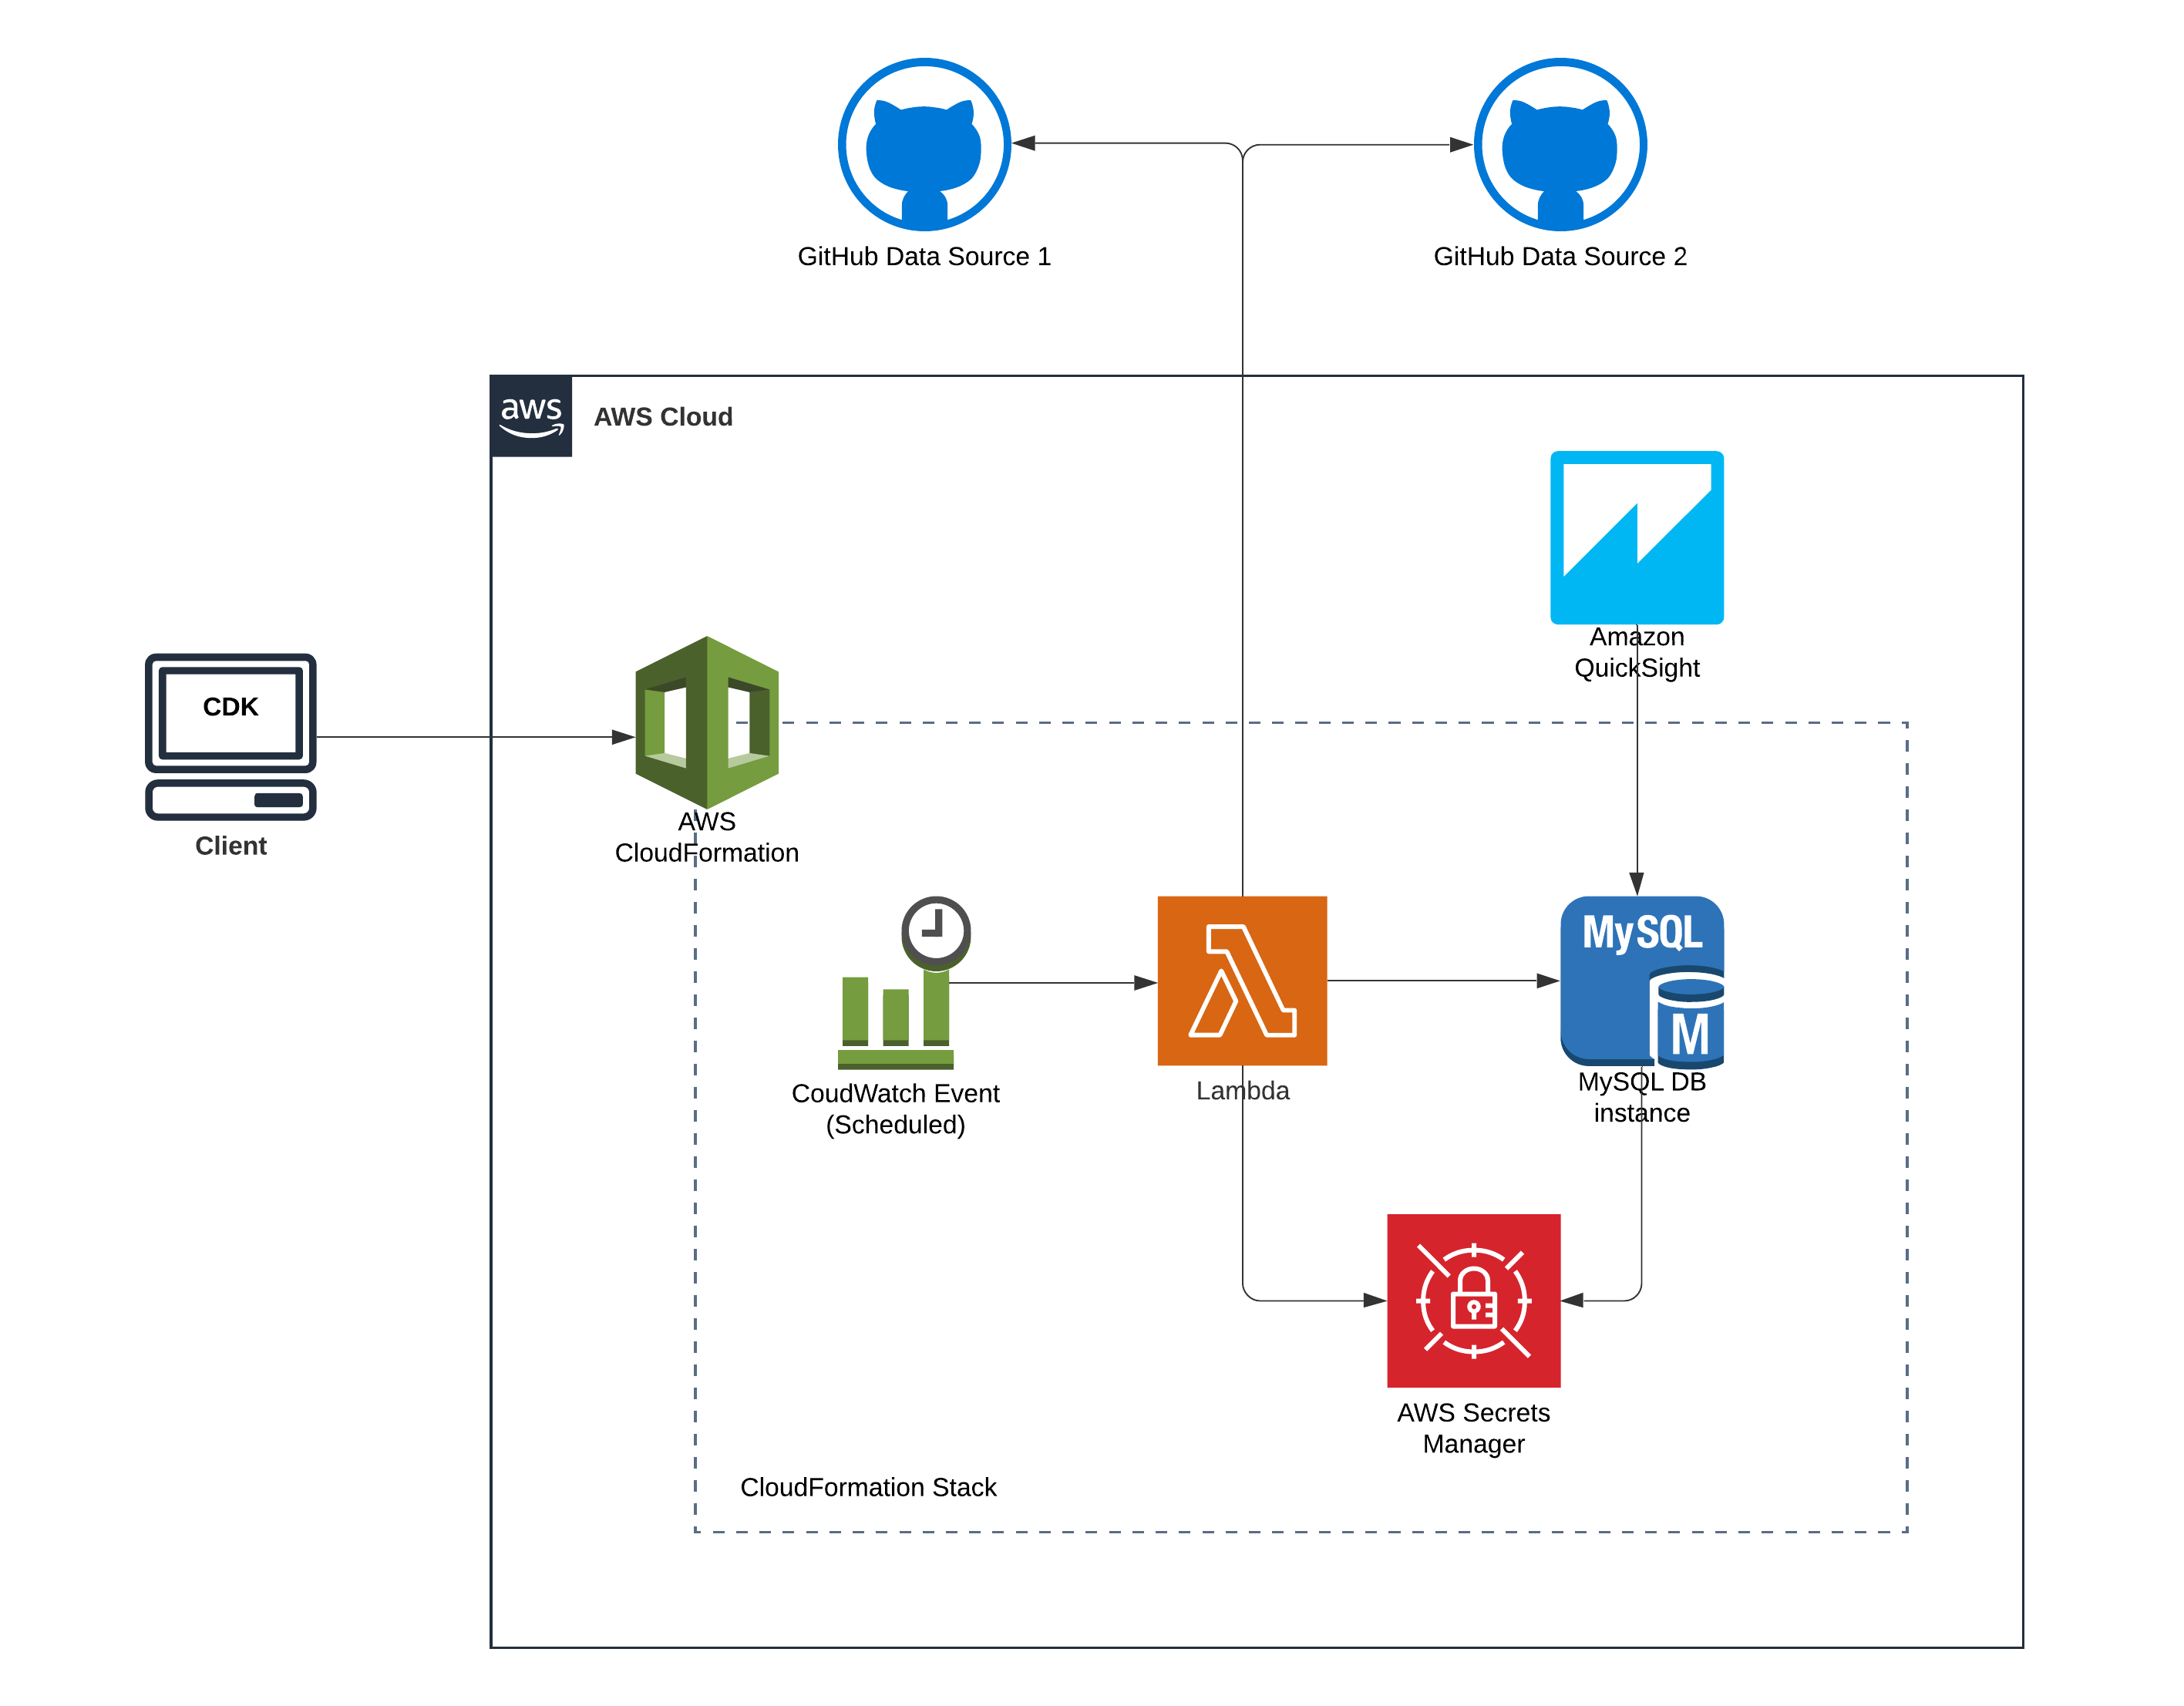 GitHub Data Source 1
GitHub Data Source 2
aws
AWS Cloud
Amazon
QuickSight
CDK
Client
AWS
CloudFormation
MySQL
M
CoudWatch Event
(Scheduled)
Lambda
MySQL DB
instance
AWS Secrets
Manager
CloudFormation Stack